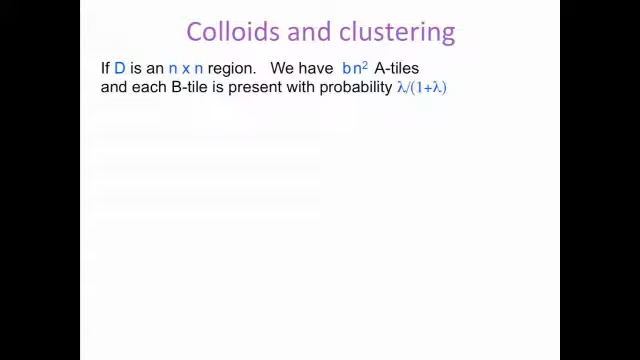 Colloids and clustering
If D is an n x n region. We have bn² A-tiles
and each B-tile is present with probability λ/(1+λ)